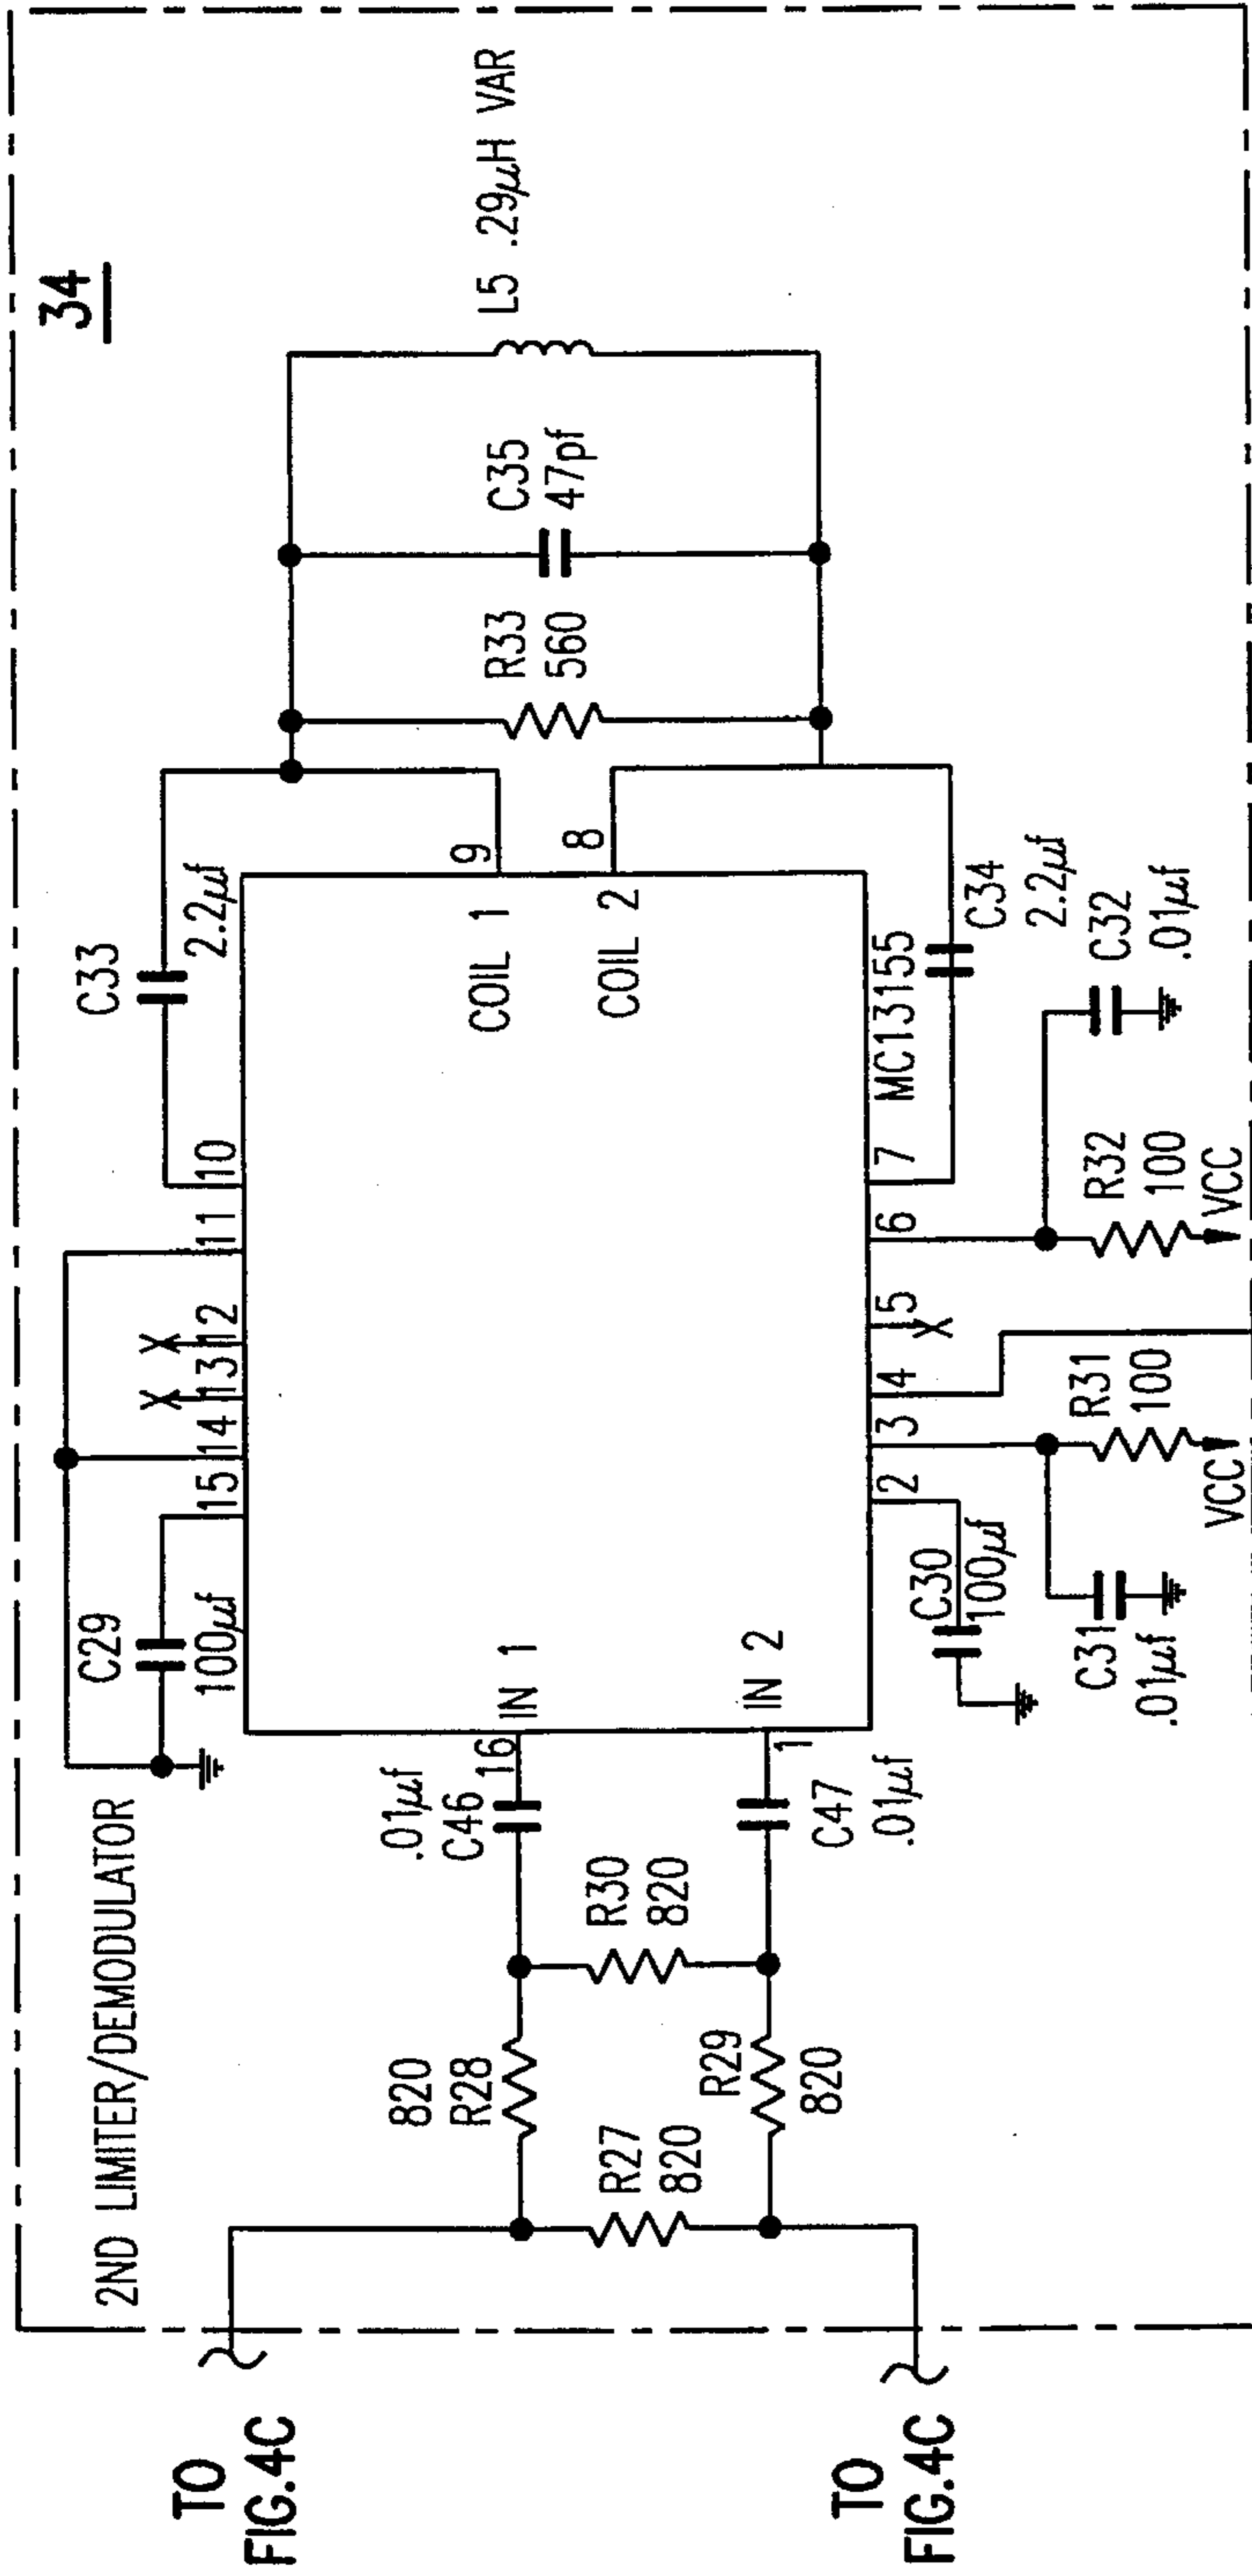 34
2ND LIMITER/DEMODULATOR
TO
FIG.4C
TO
FIG.4C
R27
820
820
R28
R29
820
R30
820
.01µf
C46
C47
.01µf
16
IN 1
1
IN 2
C29
100µf
15
14
13
X
12
X
11
10
C33
2.2µf
COIL 1
9
COIL 2
8
MC13155
2
3
4
5
X
6
7
C30
100µf
C31
.01µf
R31
100
VCC
R32
100
VCC
C32
.01µf
C34
2.2µf
R33
560
C35
47pf
L5 .29µH VAR